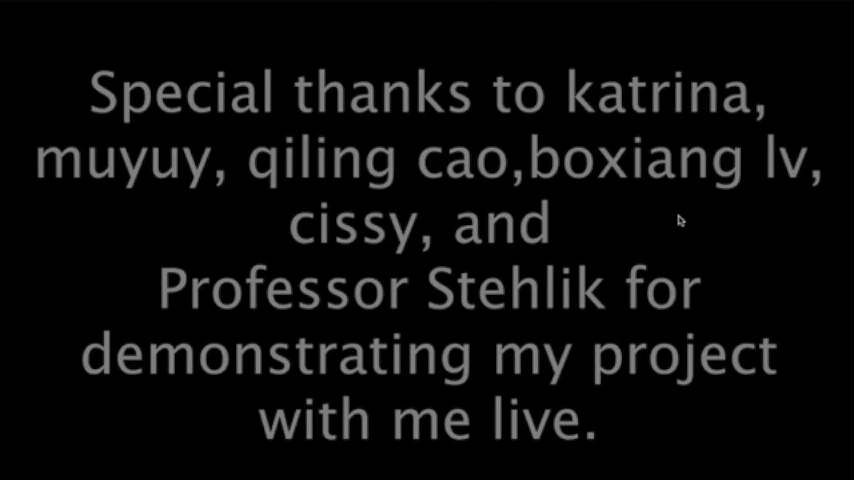 Special thanks to katrina,
muyuy, qiling cao,boxiang lv,
cissy, and
Professor Stehlik for
demonstrating my project
with me live.